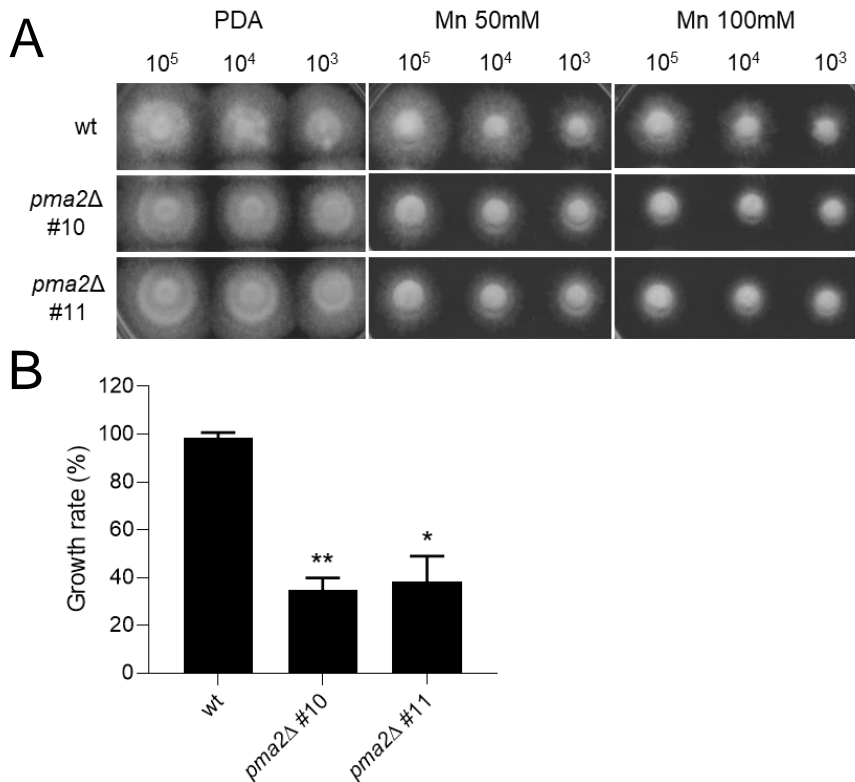 A
PDA Mn 50mM Mn 100mM
10⁵ 10⁴ 10³ 10⁵ 10⁴ 10³ 10⁵ 10⁴ 10³
wt
pma2Δ
#10
pma2Δ
#11
B
120
100
80
60
40
20
0
Growth rate (%)
**
*
wt
pma2Δ #10
pma2Δ #11